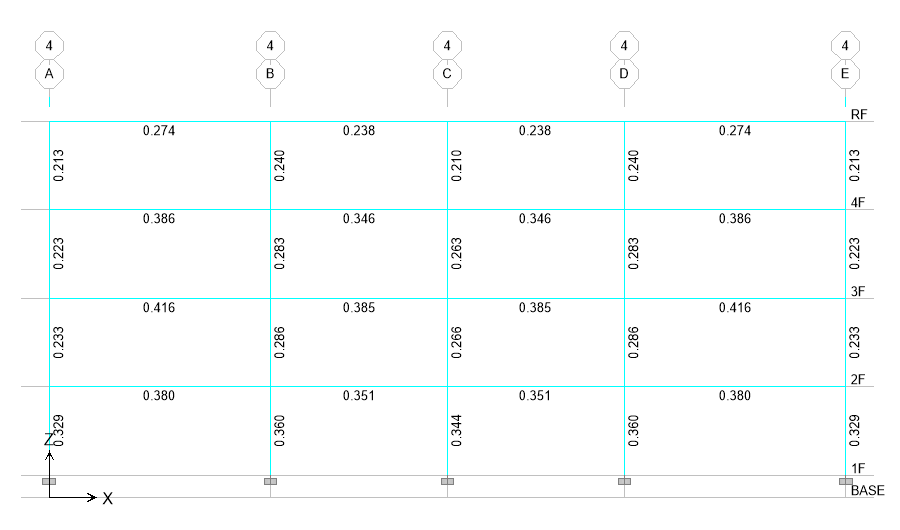 4 4 4 4 4
A B C D E
RF
0.274 0.238 0.238 0.274
0.213 0.240 0.210 0.240 0.213
4F
0.386 0.346 0.346 0.386
0.223 0.283 0.263 0.283 0.223
3F
0.416 0.385 0.385 0.416
0.233 0.286 0.266 0.286 0.233
2F
0.380 0.351 0.351 0.380
0.329 0.360 0.344 0.360 0.329
Z
1F
BASE
X